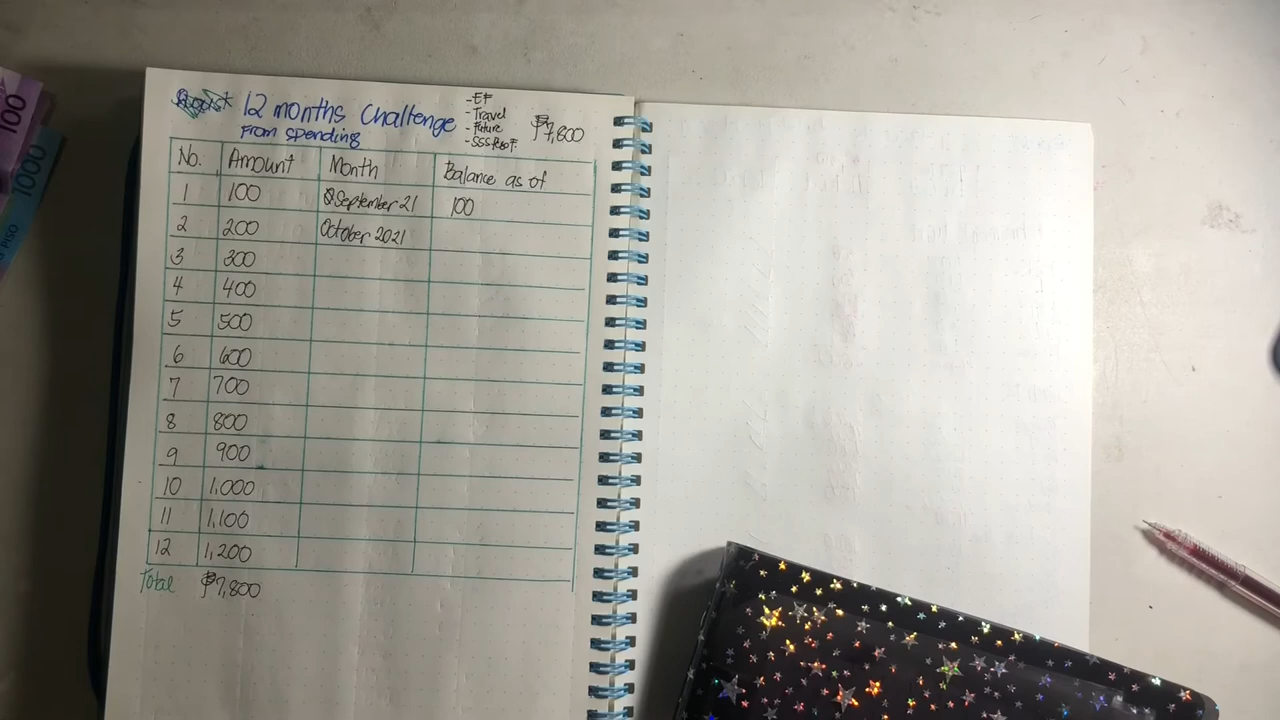 August 12 months Challenge
From spending
- EF
- Travel
- Future
₱7,800
No. Amount Month Balance as of
1 100 September 21 100
2 200 October 2021
3 300
4 400
5 500
6 600
7 700
8 800
9 900
10 1,000
11 1,100
12 1,200
Total ₱7,800
100
1000
PISO